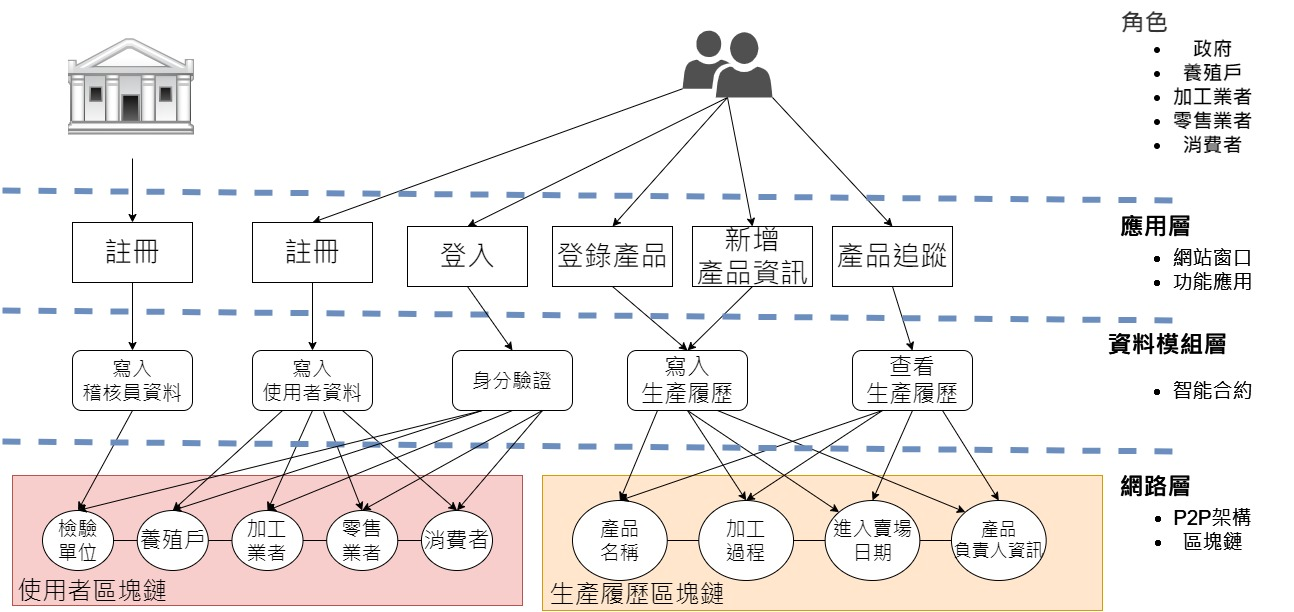 角色
政府
養殖戶
加工業者
零售業者
消費者
註冊
註冊
登入
登錄產品
新增
產品資訊
產品追蹤
應用層
網站窗口
功能應用
寫入
稽核員資料
寫入
使用者資料
身分驗證
寫入
生產履歷
查看
生產履歷
資料模組層
智能合約
檢驗
單位
養殖戶
加工
業者
零售
業者
消費者
使用者區塊鏈
產品
名稱
加工
過程
進入賣場
日期
產品
負責人資訊
生產履歷區塊鏈
網路層
P2P架構
區塊鏈